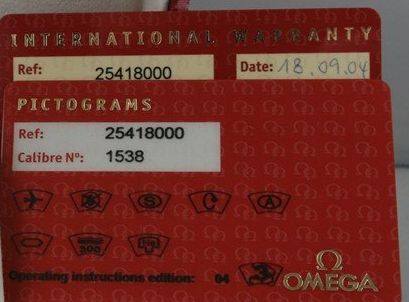 INTERNATIONAL WARRANTY
Ref: 25418000 Date: 18.09.04
PICTOGRAMS
Ref: 25418000
Calibre Nº: 1538
S A
300
Operating instructions edition: 04
Ω
OMEGA